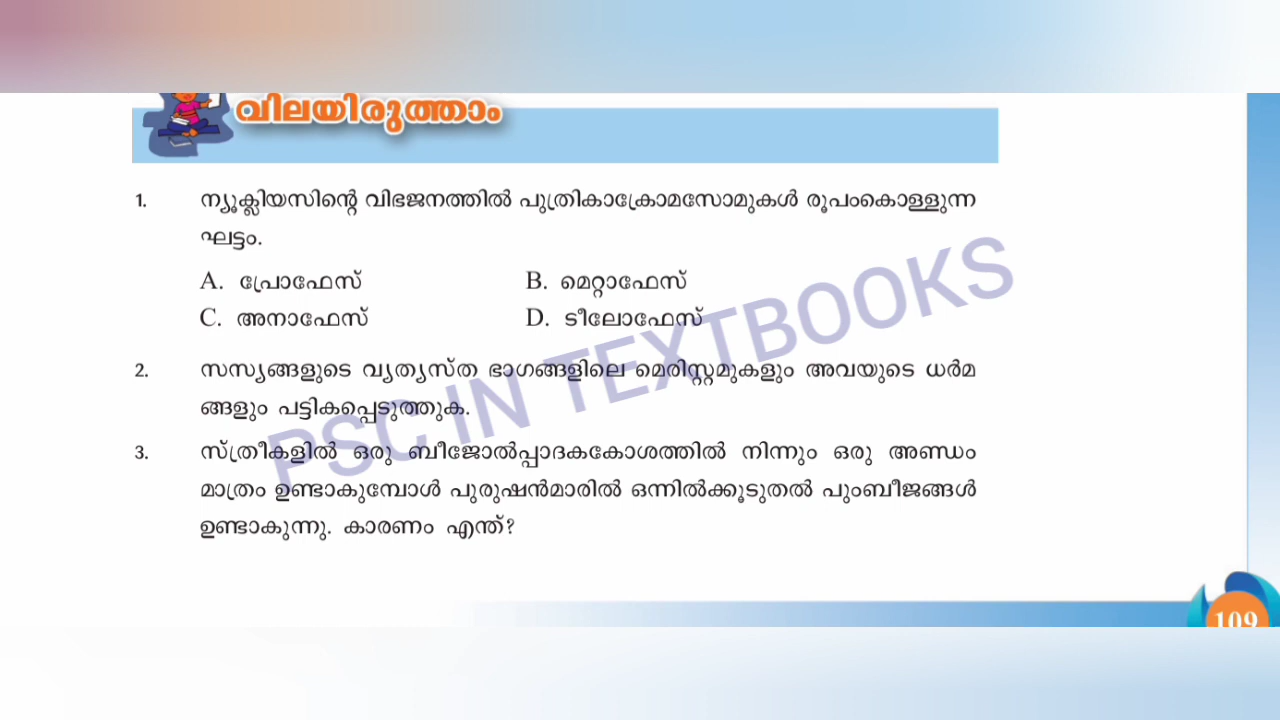 വിലയിരുത്താം
1. ന്യൂക്ലിയസിന്റെ വിഭജനത്തിൽ പുത്രികാക്രോമസോമുകൾ രൂപംകൊള്ളുന്ന
ഘട്ടം.
A. പ്രോഫേസ് B. മെറ്റാഫേസ്
C. അനാഫേസ് D. ടീലോഫേസ്
2. സസ്യങ്ങളുടെ വ്യത്യസ്ത ഭാഗങ്ങളിലെ മെരിസ്റ്റമുകളും അവയുടെ ധർമ
ങ്ങളും പട്ടികപ്പെടുത്തുക.
3. സ്ത്രീകളിൽ ഒരു ബീജോൽപ്പാദകകോശത്തിൽ നിന്നും ഒരു അണ്ഡം
മാത്രം ഉണ്ടാകുമ്പോൾ പുരുഷൻമാരിൽ ഒന്നിൽക്കൂടുതൽ പുംബീജങ്ങൾ
ഉണ്ടാകുന്നു. കാരണം എന്ത്?
PSC IN TEXTBOOKS
109